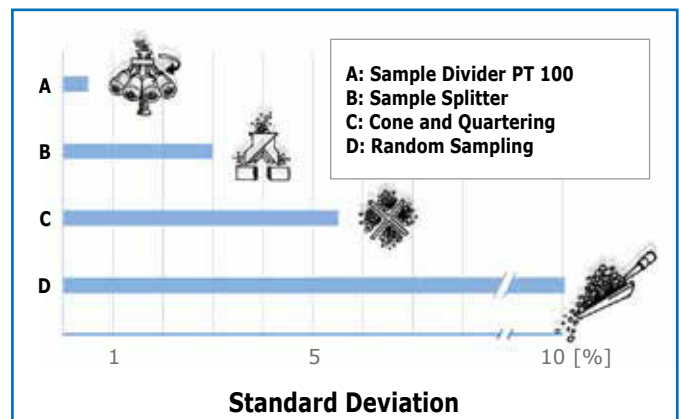 A: Sample Divider PT 100
B: Sample Splitter
C: Cone and Quartering
D: Random Sampling
A
B
C
D
1 5 10 [%]
Standard Deviation